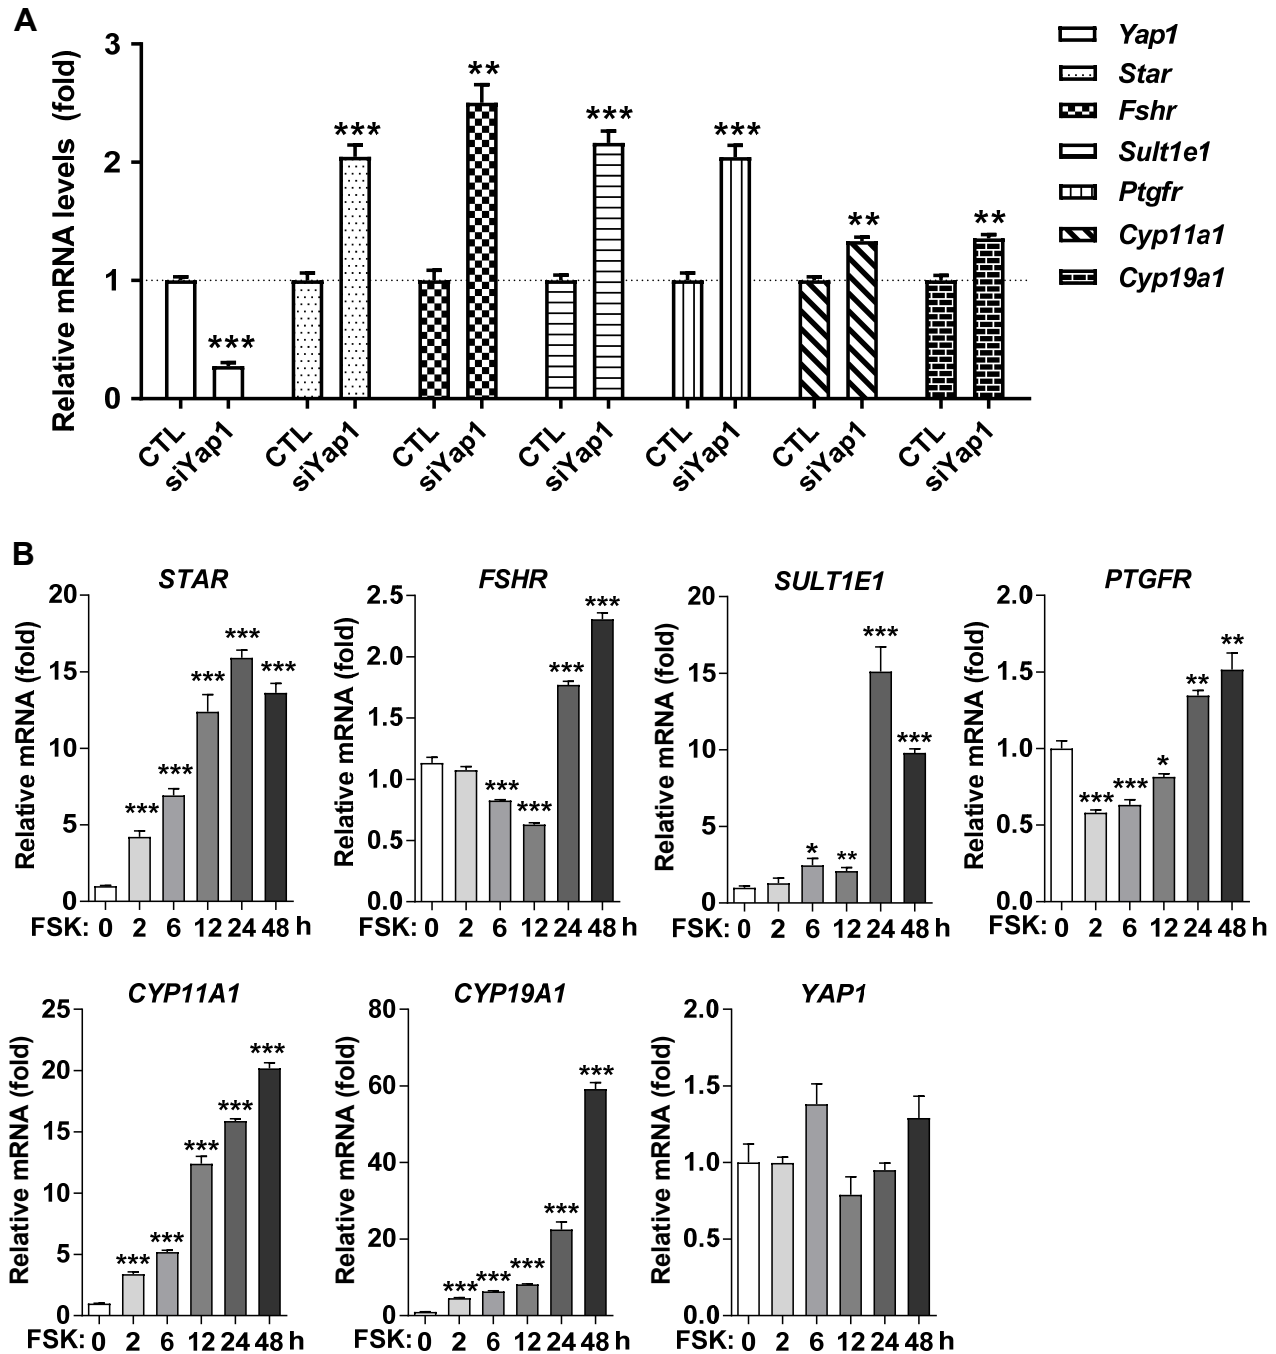 A
Relative mRNA levels (fold)
3
2
1
0
***
***
**
***
***
**
**
CTL
siYap1
CTL
siYap1
CTL
siYap1
CTL
siYap1
CTL
siYap1
CTL
siYap1
CTL
siYap1
Yap1
Star
Fshr
Sult1e1
Ptgfr
Cyp11a1
Cyp19a1
B
STAR
Relative mRNA (fold)
20
15
10
5
0
***
***
***
***
***
FSK: 0 2 6 12 24 48 h
FSHR
Relative mRNA (fold)
2.5
2.0
1.5
1.0
0.5
0.0
***
***
***
***
FSK: 0 2 6 12 24 48 h
SULT1E1
Relative mRNA (fold)
20
15
10
5
0
*
**
***
***
FSK: 0 2 6 12 24 48 h
PTGFR
Relative mRNA (fold)
2.0
1.5
1.0
0.5
0.0
***
***
*
**
**
FSK: 0 2 6 12 24 48 h
CYP11A1
Relative mRNA (fold)
25
20
15
10
5
0
***
***
***
***
***
FSK: 0 2 6 12 24 48 h
CYP19A1
Relative mRNA (fold)
80
60
40
20
0
***
***
***
***
***
FSK: 0 2 6 12 24 48 h
YAP1
Relative mRNA (fold)
2.0
1.5
1.0
0.5
0.0
FSK: 0 2 6 12 24 48 h